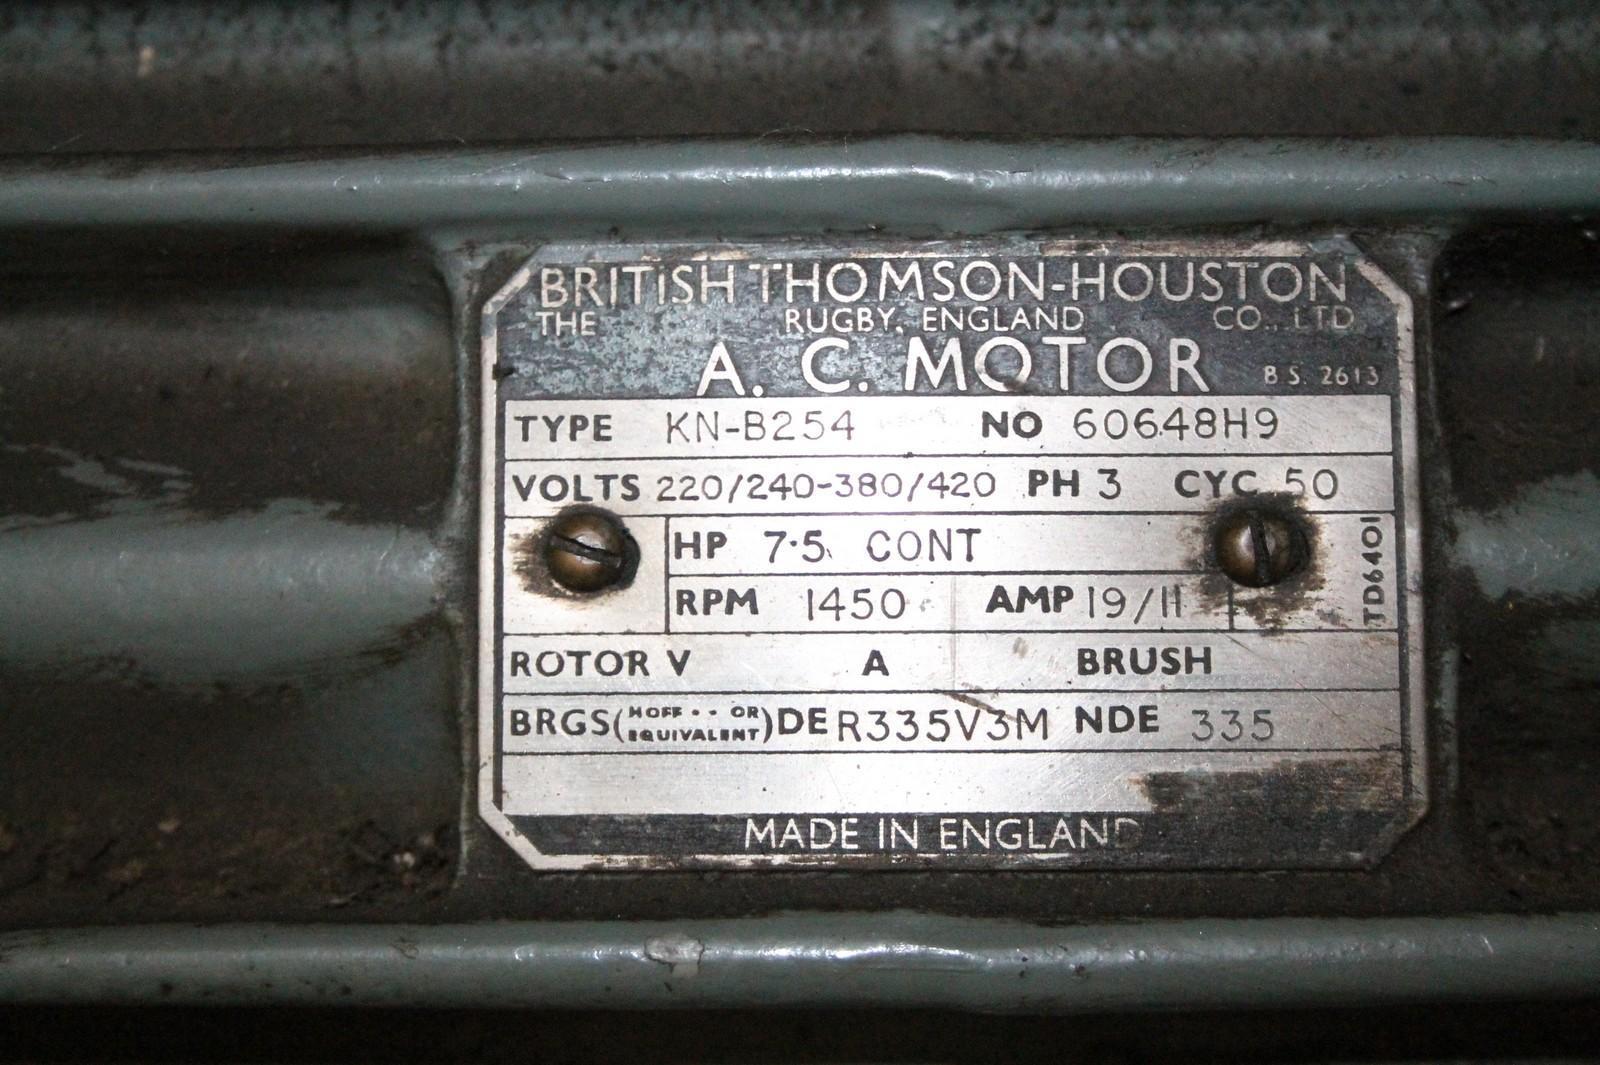 BRITISH THOMSON-HOUSTON
THE RUGBY, ENGLAND CO., LTD
A. C. MOTOR B S. 2613
TYPE KN-B254 NO 60648H9
VOLTS 220/240-380/420 PH 3 CYC 50
HP 7.5 CONT
RPM 1450 AMP 19/11
TD6401
ROTOR V A BRUSH
BRGS (HOFF·· OR EQUIVALENT) DE R335V3M NDE 335
MADE IN ENGLAND